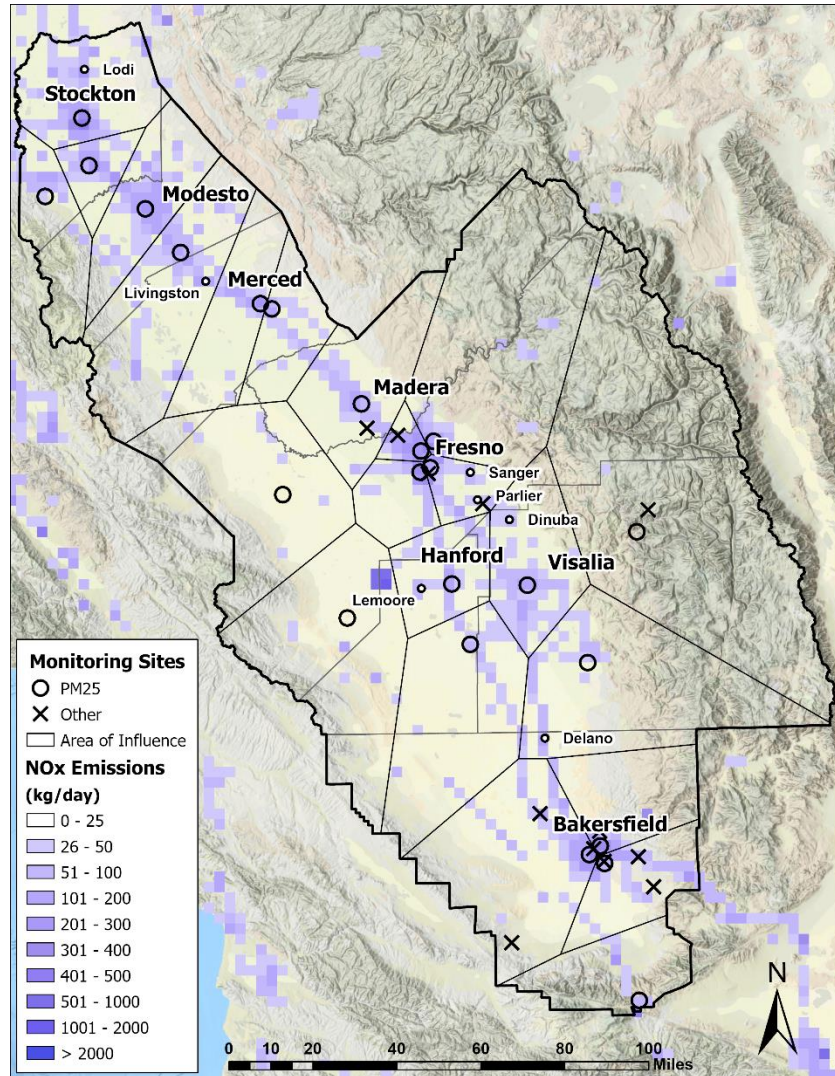 Lodi
Stockton
Modesto
Livingston
Merced
Madera
Fresno
Sanger
Parlier
Dinuba
Hanford
Visalia
Lemoore
Delano
Bakersfield
Monitoring Sites
PM25
Other
Area of Influence
NOx Emissions
(kg/day)
0 - 25
26 - 50
51 - 100
101 - 200
201 - 300
301 - 400
401 - 500
501 - 1000
1001 - 2000
> 2000
N
0 10 20 40 60 80 100
Miles